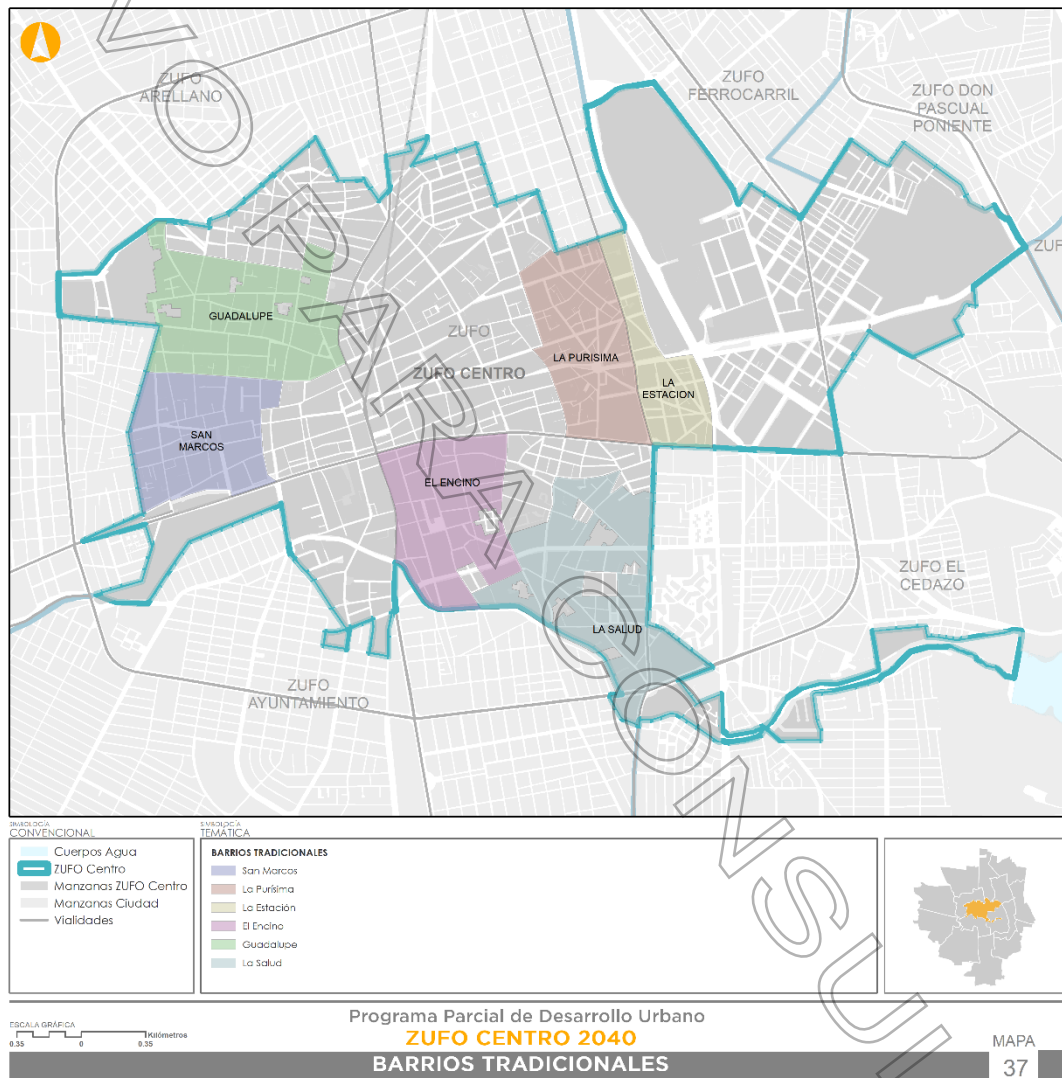 ZUFO
ARELLANO
ZUFO
FERROCARRIL
ZUFO DON
PASCUAL
PONIENTE
ZUF
GUADALUPE
ZUFO
ZUFO CENTRO
LA PURISIMA
LA
ESTACION
SAN
MARCOS
EL ENCINO
ZUFO EL
CEDAZO
LA SALUD
ZUFO
AYUNTAMIENTO
VO PARA CONSUL
SIMBOLOGÍA
CONVENCIONAL
Cuerpos Agua
ZUFO Centro
Manzanas ZUFO Centro
Manzanas Ciudad
Vialidades
SIMBOLOGÍA
TEMÁTICA
BARRIOS TRADICIONALES
San Marcos
La Purísima
La Estación
El Encino
Guadalupe
La Salud
ESCALA GRÁFICA
Kilómetros
0.35 0 0.35
Programa Parcial de Desarrollo Urbano
ZUFO CENTRO 2040
BARRIOS TRADICIONALES
MAPA
37